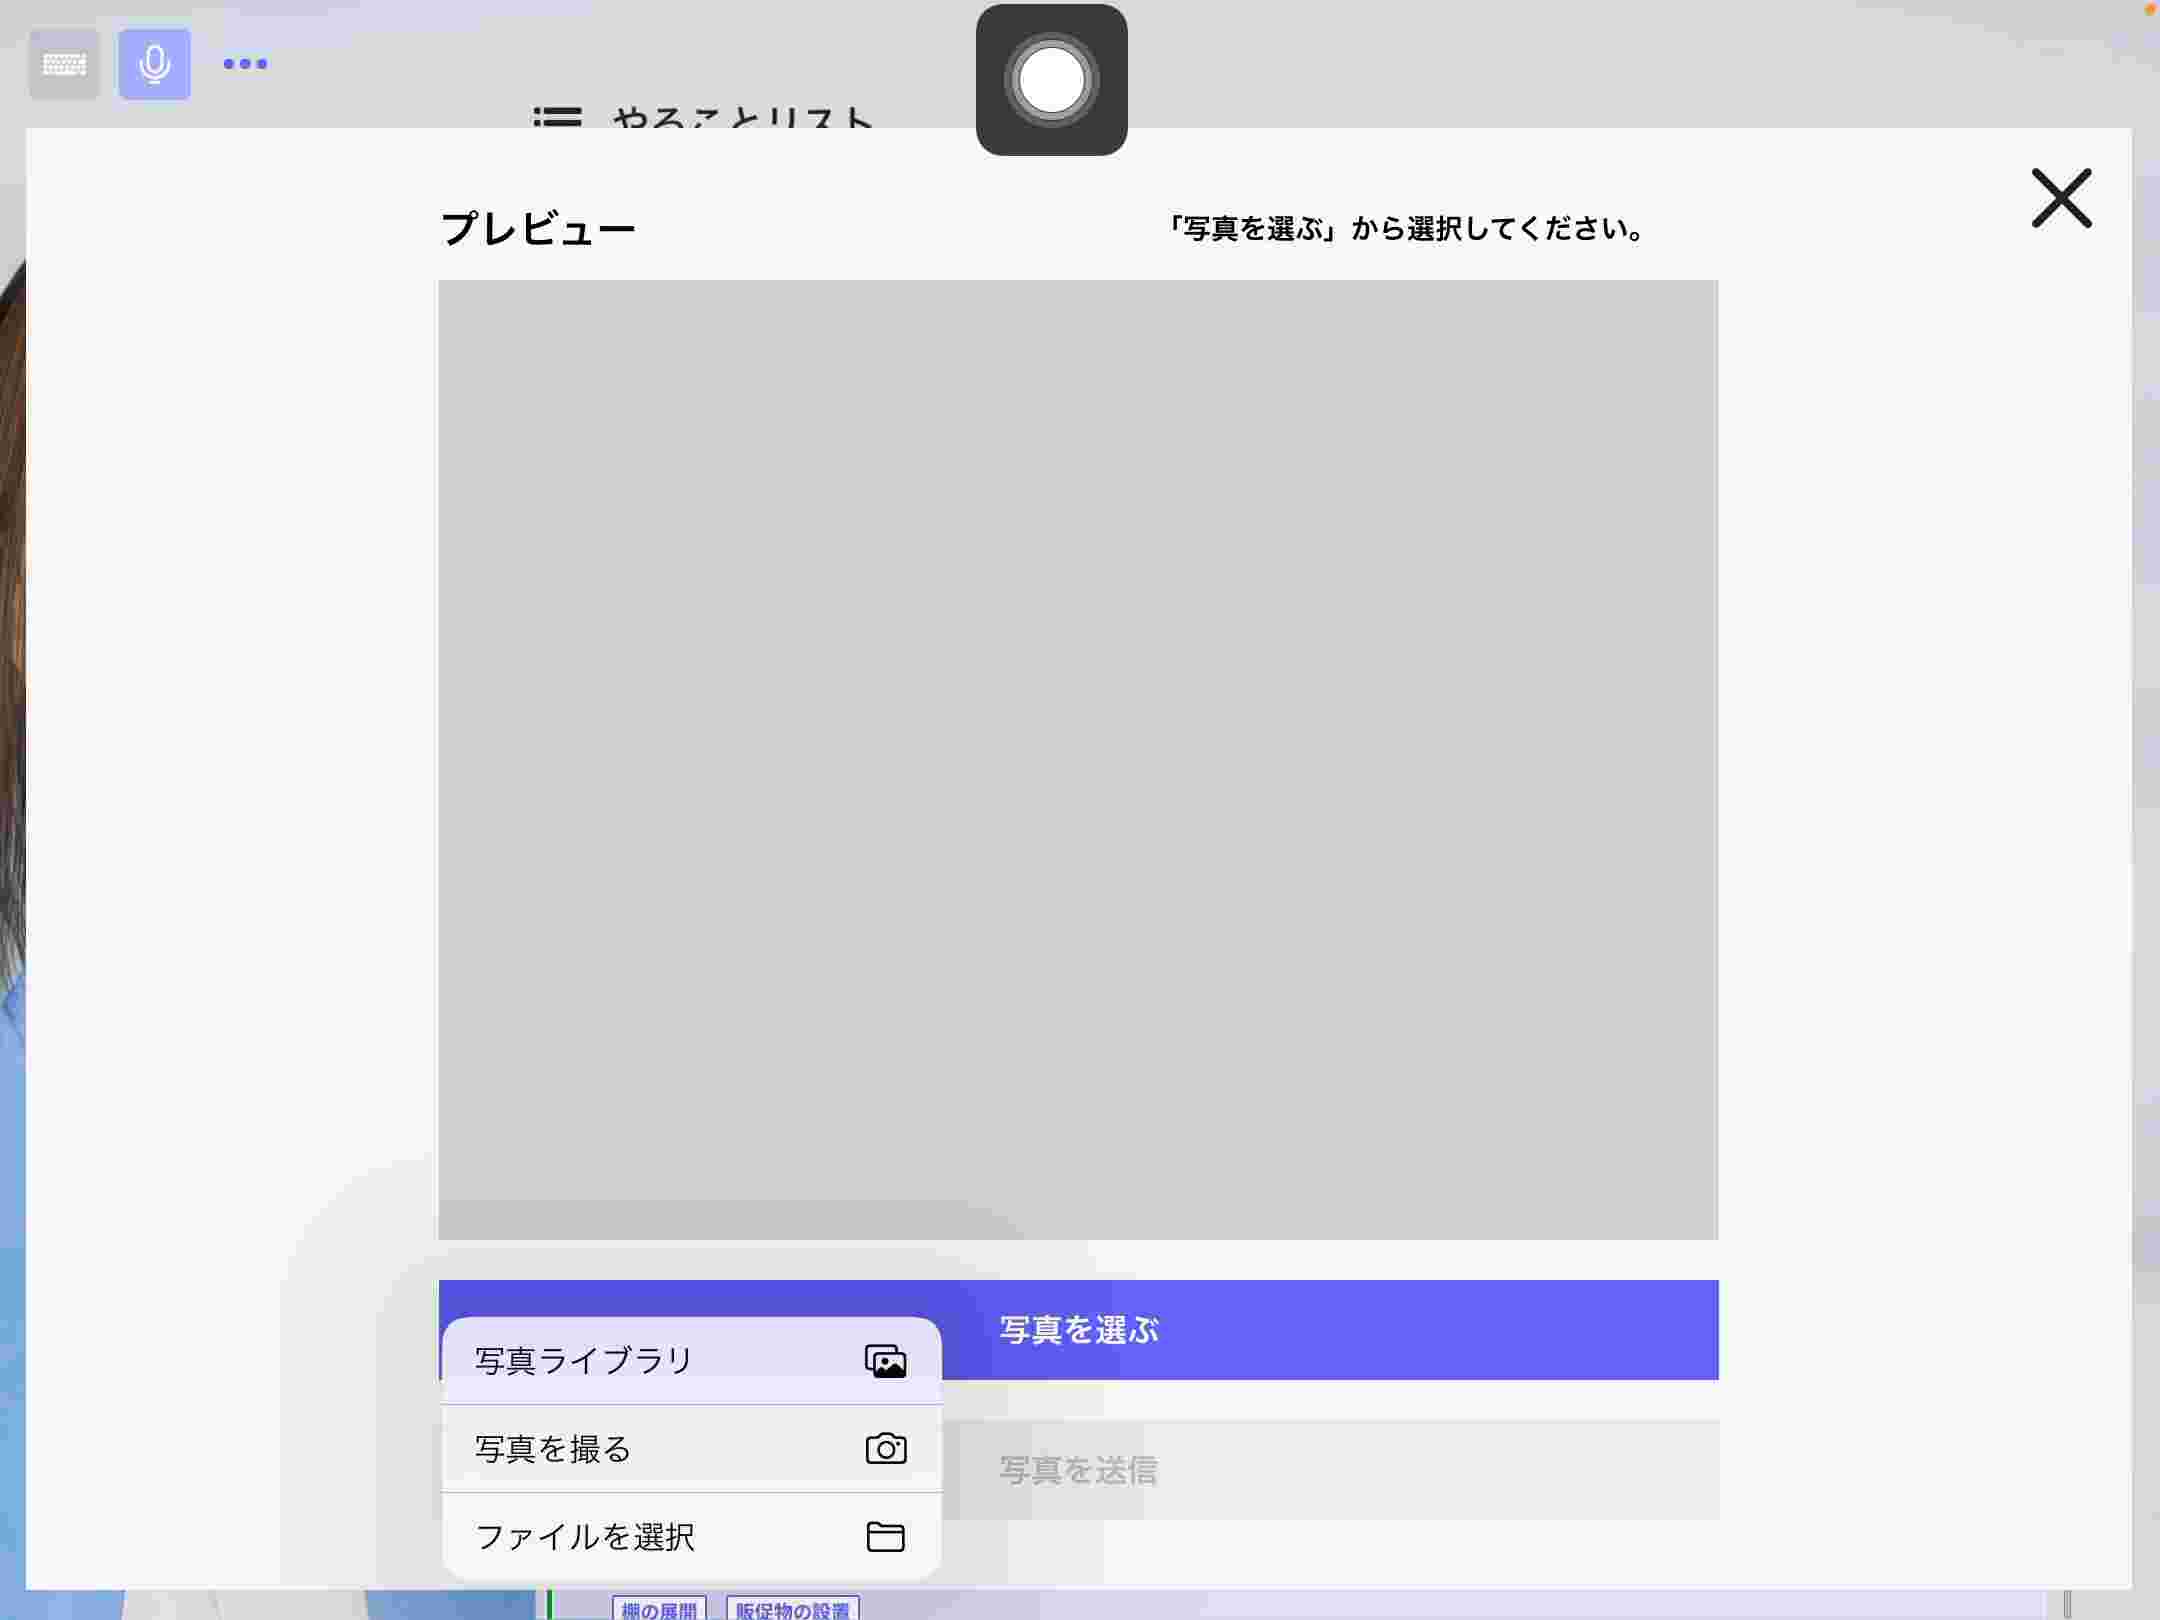 やることリスト
プレビュー
「写真を選ぶ」から選択してください。
写真を選ぶ
写真ライブラリ
写真を撮る
写真を送信
ファイルを選択
棚の展開 販促物の設置